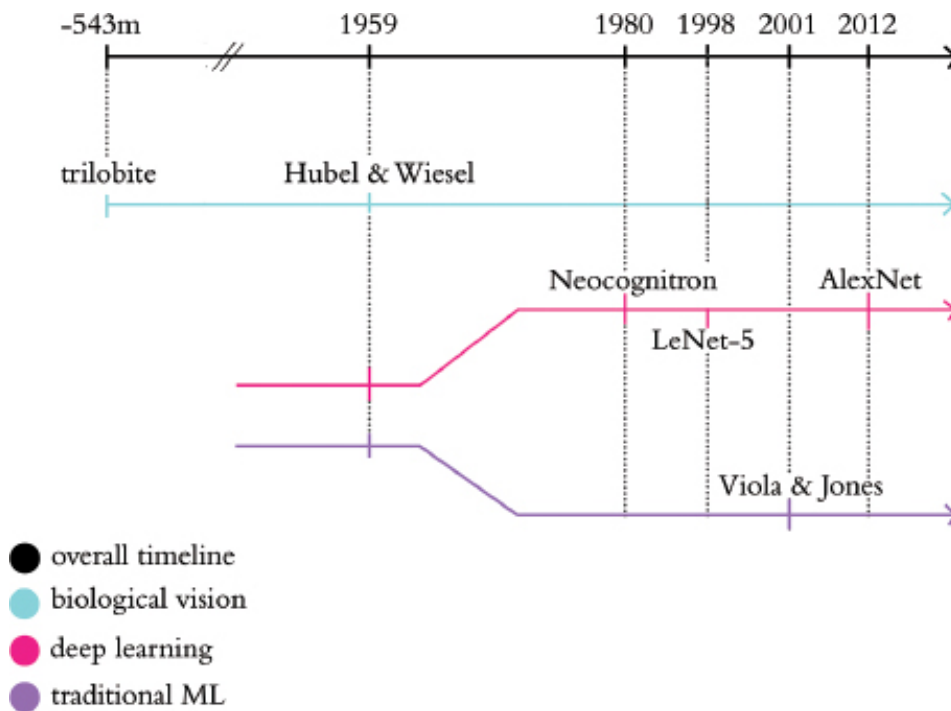 -543m 1959 1980 1998 2001 2012
trilobite Hubel & Wiesel
Neocognitron AlexNet
LeNet-5
Viola & Jones
overall timeline
biological vision
deep learning
traditional ML